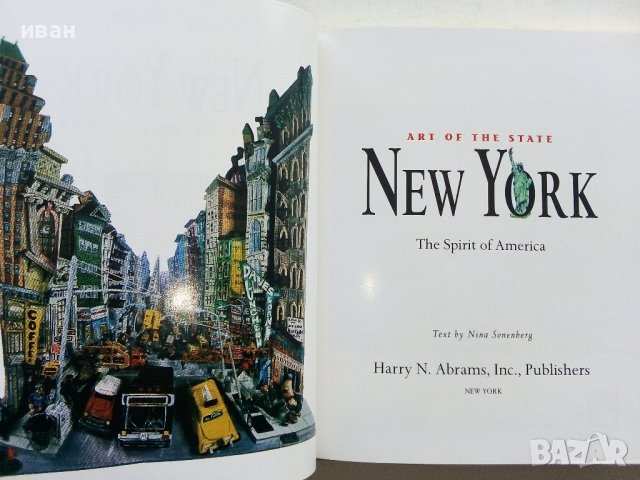 иван
COFFEE
ART OF THE STATE
NEW YORK
The Spirit of America
Text by Nina Sonenberg
Harry N. Abrams, Inc., Publishers
NEW YORK
BAZAR